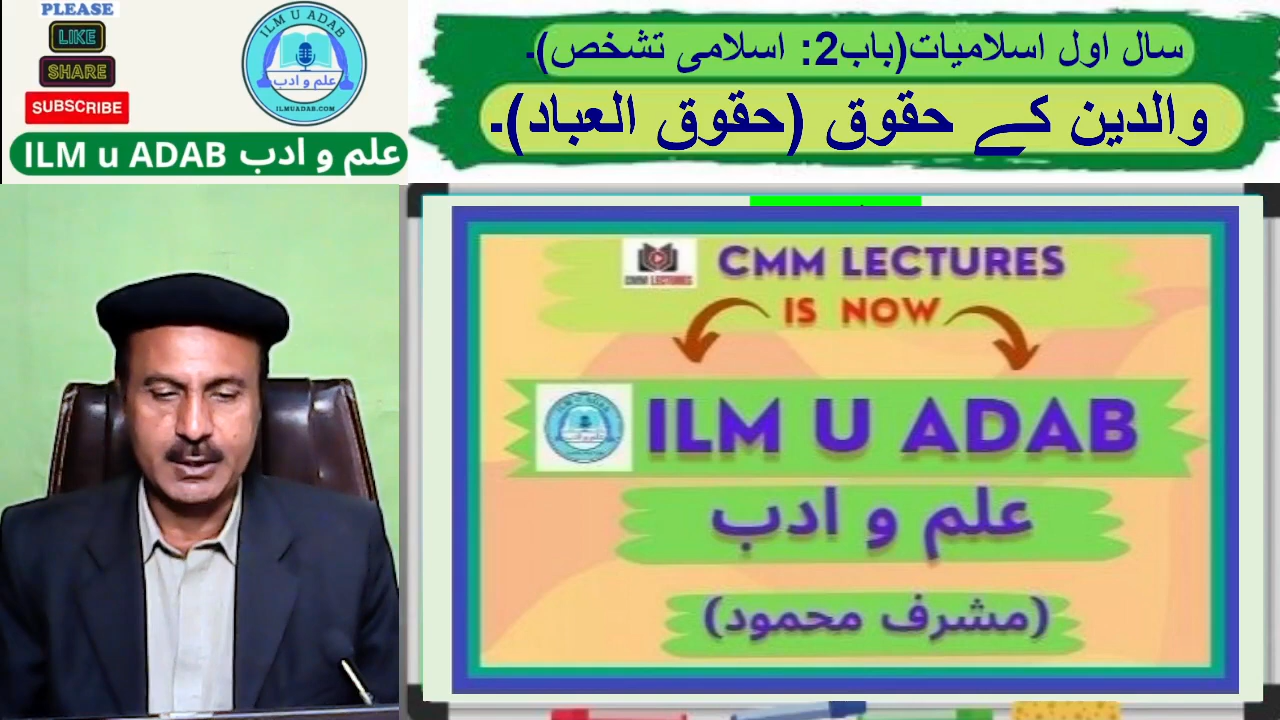 PLEASE
LIKE
SHARE
SUBSCRIBE
ILM U ADAB
علم و ادب
ILMUADAB.COM
ILM u ADAB علم و ادب
سال اول اسلامیات(باب2: اسلامی تشخص)۔
والدین کے حقوق (حقوق العباد)۔
CMM LECTURES
CMM LECTURES
IS NOW
ILM U ADAB
علم و ادب
(مشرف محمود)